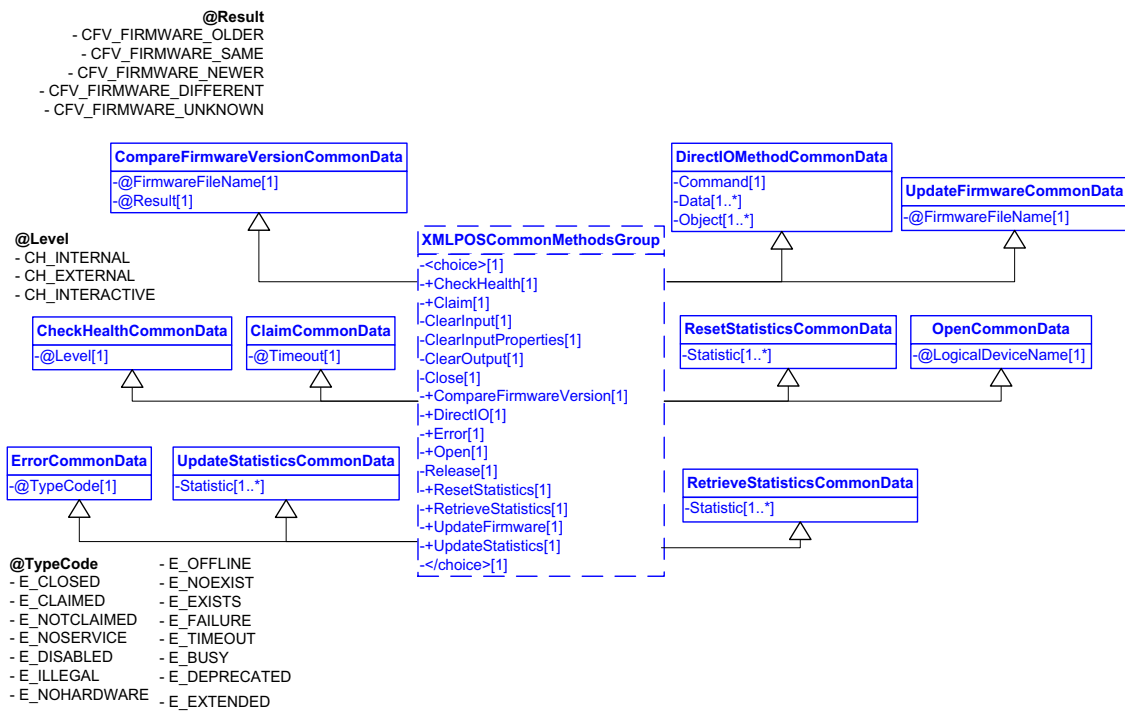 @Result
- CFV_FIRMWARE_OLDER
- CFV_FIRMWARE_SAME
- CFV_FIRMWARE_NEWER
- CFV_FIRMWARE_DIFFERENT
- CFV_FIRMWARE_UNKNOWN
CompareFirmwareVersionCommonData
-@FirmwareFileName[1]
-@Result[1]
DirectIOMethodCommonData
-Command[1]
-Data[1..*]
-Object[1..*]
UpdateFirmwareCommonData
-@FirmwareFileName[1]
@Level
- CH_INTERNAL
- CH_EXTERNAL
- CH_INTERACTIVE
XMLPOSCommonMethodsGroup
-<choice>[1]
-+CheckHealth[1]
-+Claim[1]
-ClearInput[1]
-ClearInputProperties[1]
-ClearOutput[1]
-Close[1]
-+CompareFirmwareVersion[1]
-+DirectIO[1]
-+Error[1]
-+Open[1]
-Release[1]
-+ResetStatistics[1]
-+RetrieveStatistics[1]
-+UpdateFirmware[1]
-+UpdateStatistics[1]
-</choice>[1]
CheckHealthCommonData
-@Level[1]
ClaimCommonData
-@Timeout[1]
ResetStatisticsCommonData
-Statistic[1..*]
OpenCommonData
-@LogicalDeviceName[1]
ErrorCommonData
-@TypeCode[1]
UpdateStatisticsCommonData
-Statistic[1..*]
RetrieveStatisticsCommonData
-Statistic[1..*]
@TypeCode
- E_CLOSED
- E_CLAIMED
- E_NOTCLAIMED
- E_NOSERVICE
- E_DISABLED
- E_ILLEGAL
- E_NOHARDWARE
- E_OFFLINE
- E_NOEXIST
- E_EXISTS
- E_FAILURE
- E_TIMEOUT
- E_BUSY
- E_DEPRECATED
- E_EXTENDED